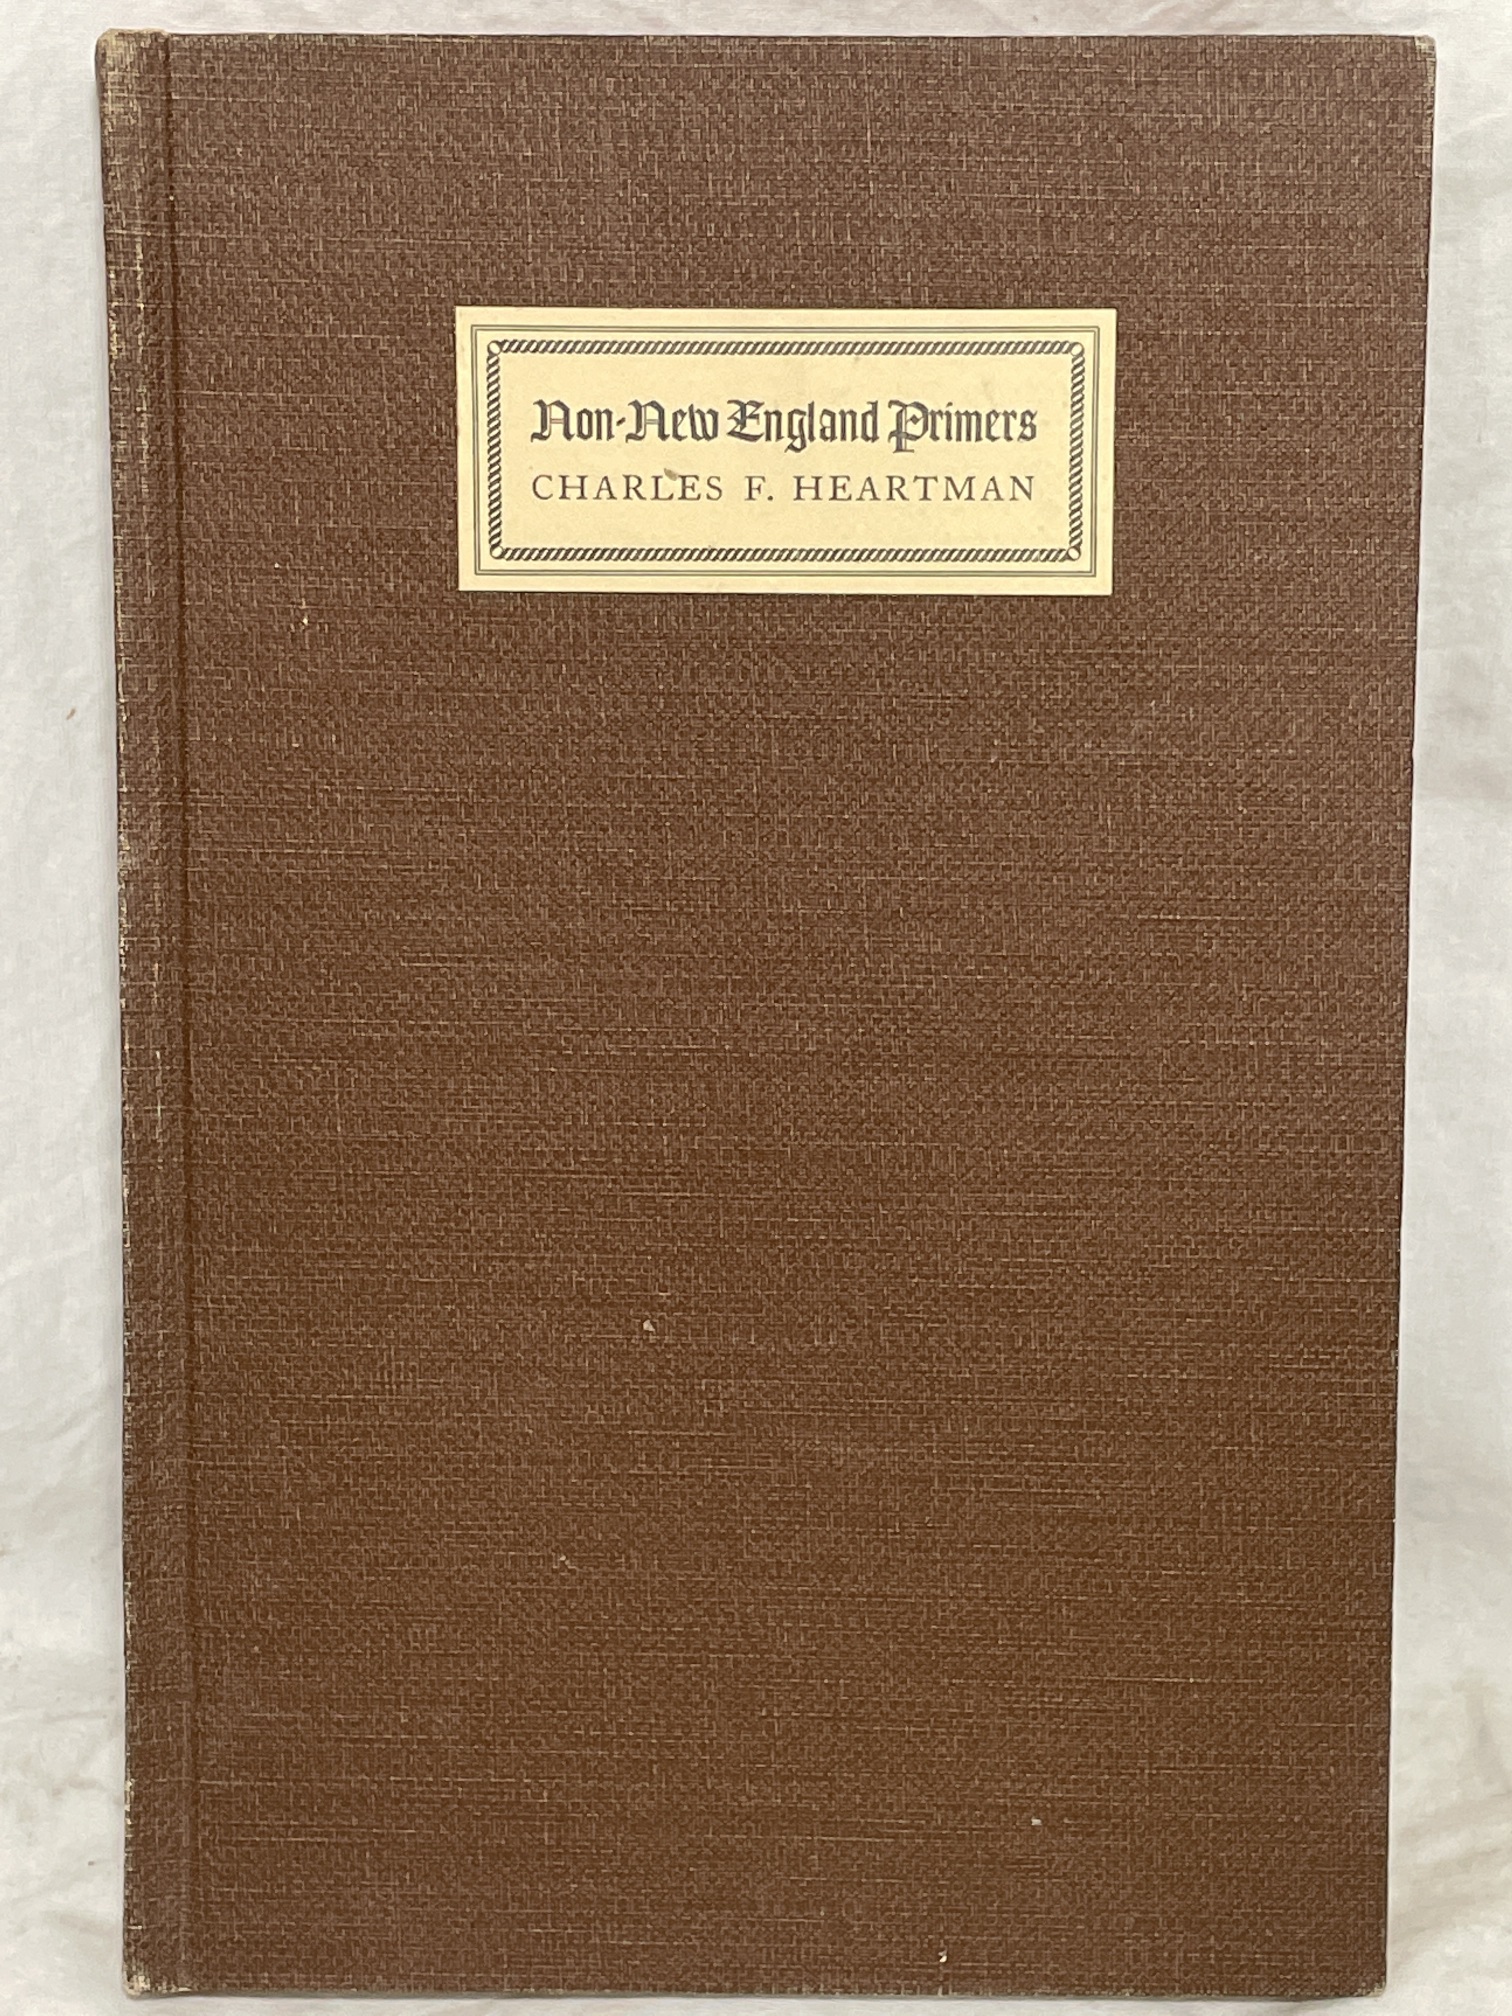 Non-New England Primers
CHARLES F. HEARTMAN